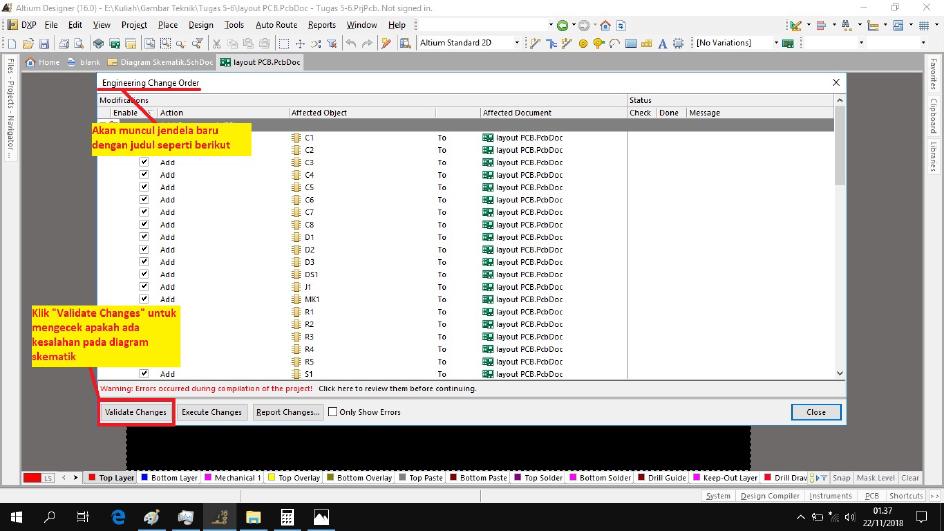 Altium Designer (16.0) - E:\Kuliah\Gambar Teknik\Tugas 5-6\layout PCB.PcbDoc - Tugas 5-6.PrjPcb. Not signed in.
DXP File Edit View Project Place Design Tools Auto Route Reports Window Help
Altium Standard 2D [No Variations]
Home blank Diagram Skematik.SchDoc layout PCB.PcbDoc
Files
Projects
Navigator
Favorites
Clipboard
Libraries
Engineering Change Order
Modifications Status
Enable Action Affected Object Affected Document Check Done Message
Akan muncul jendela baru
dengan judul seperti berikut
C1 To layout PCB.PcbDoc
C2 To layout PCB.PcbDoc
Add C3 To layout PCB.PcbDoc
Add C4 To layout PCB.PcbDoc
Add C5 To layout PCB.PcbDoc
Add C6 To layout PCB.PcbDoc
Add C7 To layout PCB.PcbDoc
Add C8 To layout PCB.PcbDoc
Add D1 To layout PCB.PcbDoc
Add D2 To layout PCB.PcbDoc
Add D3 To layout PCB.PcbDoc
Add DS1 To layout PCB.PcbDoc
Add J1 To layout PCB.PcbDoc
Add MK1 To layout PCB.PcbDoc
R1 To layout PCB.PcbDoc
R2 To layout PCB.PcbDoc
R3 To layout PCB.PcbDoc
R4 To layout PCB.PcbDoc
R5 To layout PCB.PcbDoc
Add S1 To layout PCB.PcbDoc
Klik "Validate Changes" untuk
mengecek apakah ada
kesalahan pada diagram
skematik
Warning: Errors occurred during compilation of the project! Click here to review them before continuing.
Validate Changes Execute Changes Report Changes... Only Show Errors Close
LS Top Layer Bottom Layer Mechanical 1 Top Overlay Bottom Overlay Top Paste Bottom Paste Top Solder Bottom Solder Drill Guide Keep-Out Layer Drill Draw Snap Mask Level Clear
System Design Compiler Instruments PCB Shortcuts >>
01.37
22/11/2018